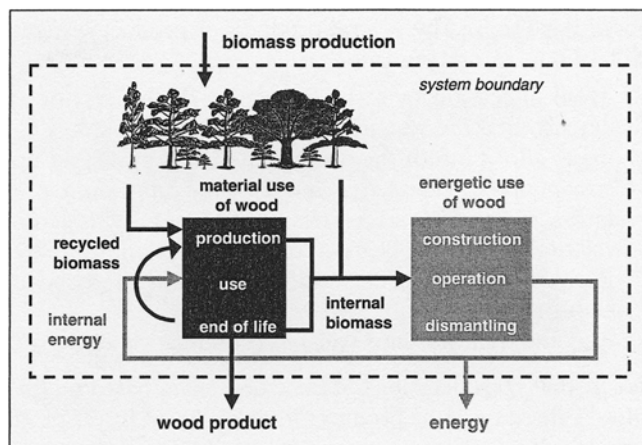 biomass production
system boundary
material use
of wood
energetic use
of wood
recycled
biomass
production
use
end of life
internal
biomass
construction
operation
dismantling
internal
energy
wood product
energy